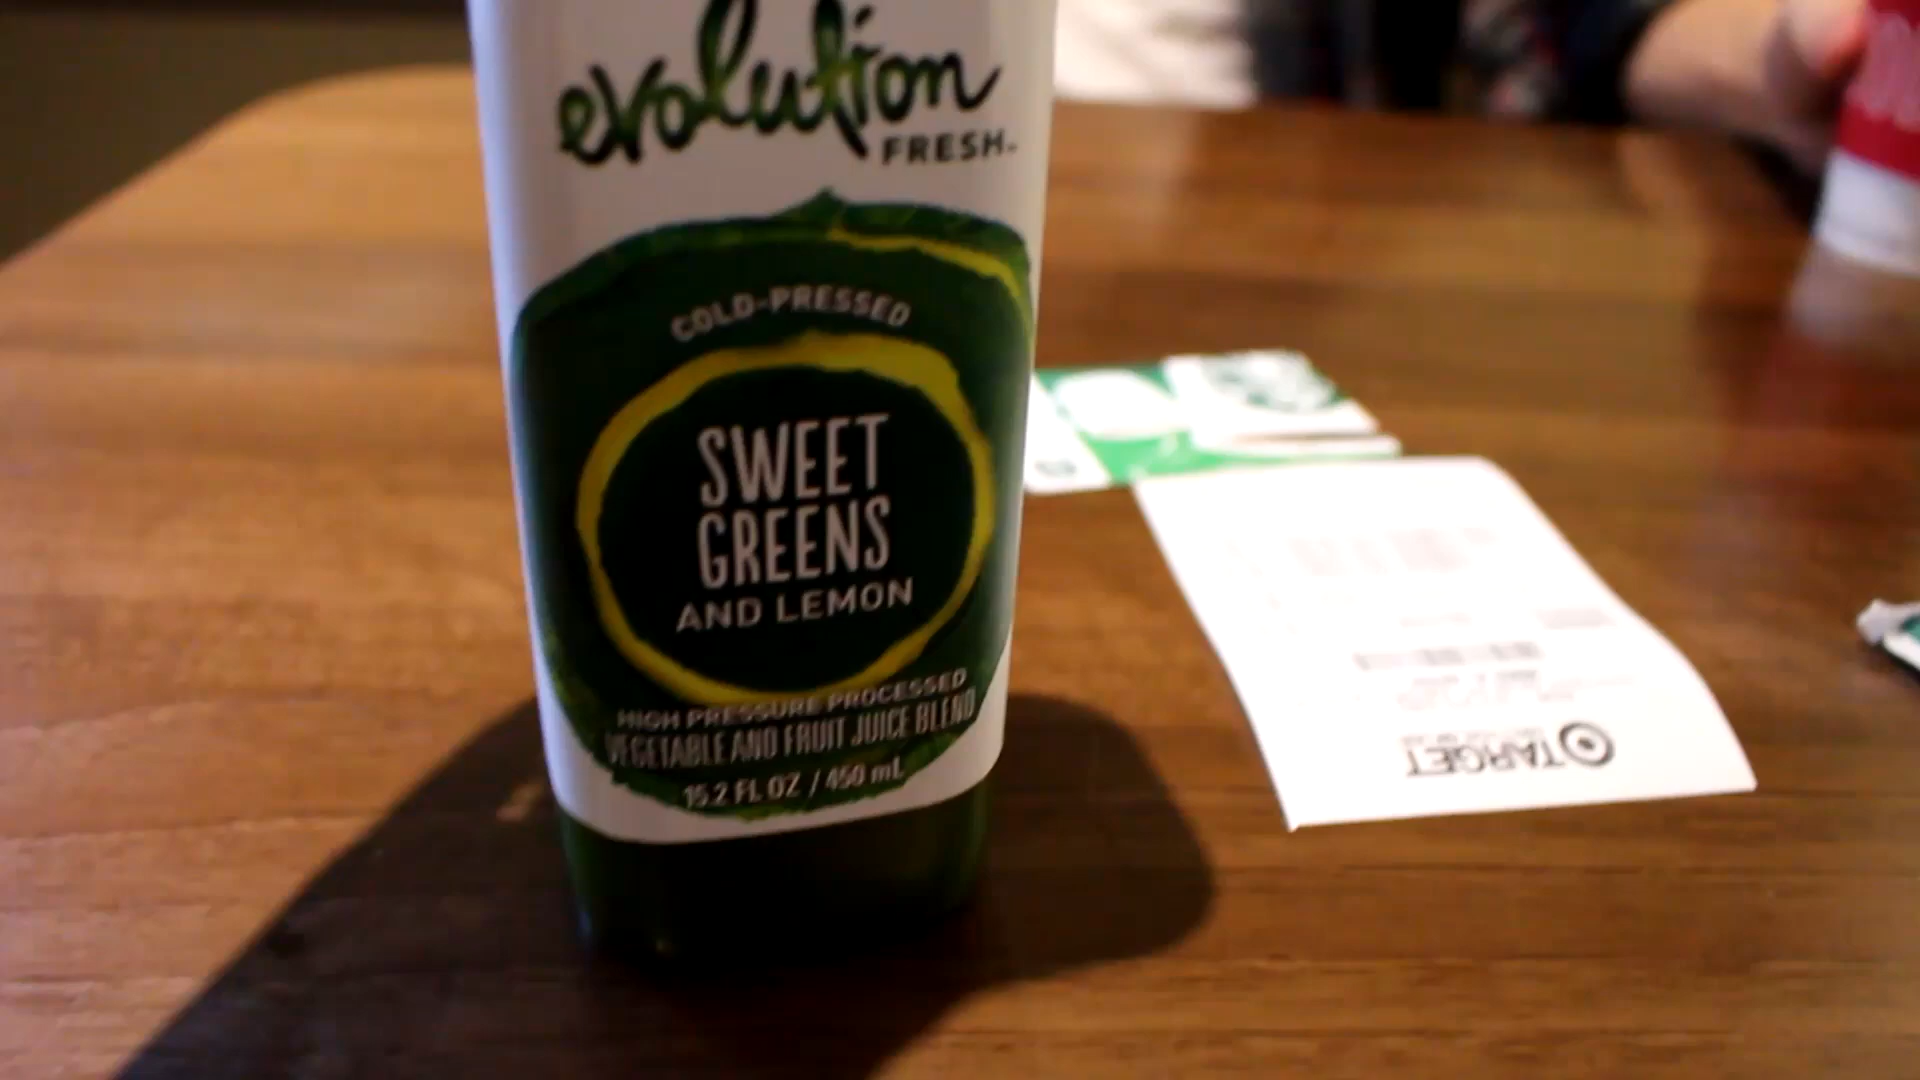 evolution
FRESH™
COLD-PRESSED
SWEET
GREENS
AND LEMON
HIGH PRESSURE PROCESSED
VEGETABLE AND FRUIT JUICE BLEND
15.2 FL OZ / 450 mL
TARGET